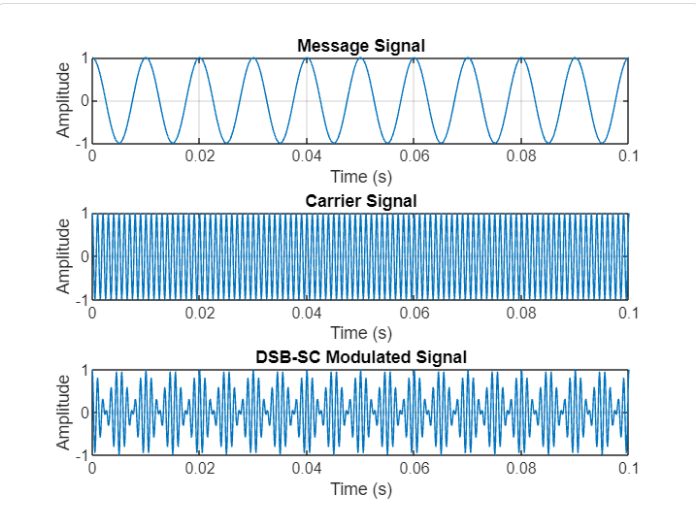 Message Signal
Amplitude
1
0
-1
0 0.02 0.04 0.06 0.08 0.1
Time (s)
Carrier Signal
Amplitude
1
0
-1
0 0.02 0.04 0.06 0.08 0.1
Time (s)
DSB-SC Modulated Signal
Amplitude
1
0
-1
0 0.02 0.04 0.06 0.08 0.1
Time (s)